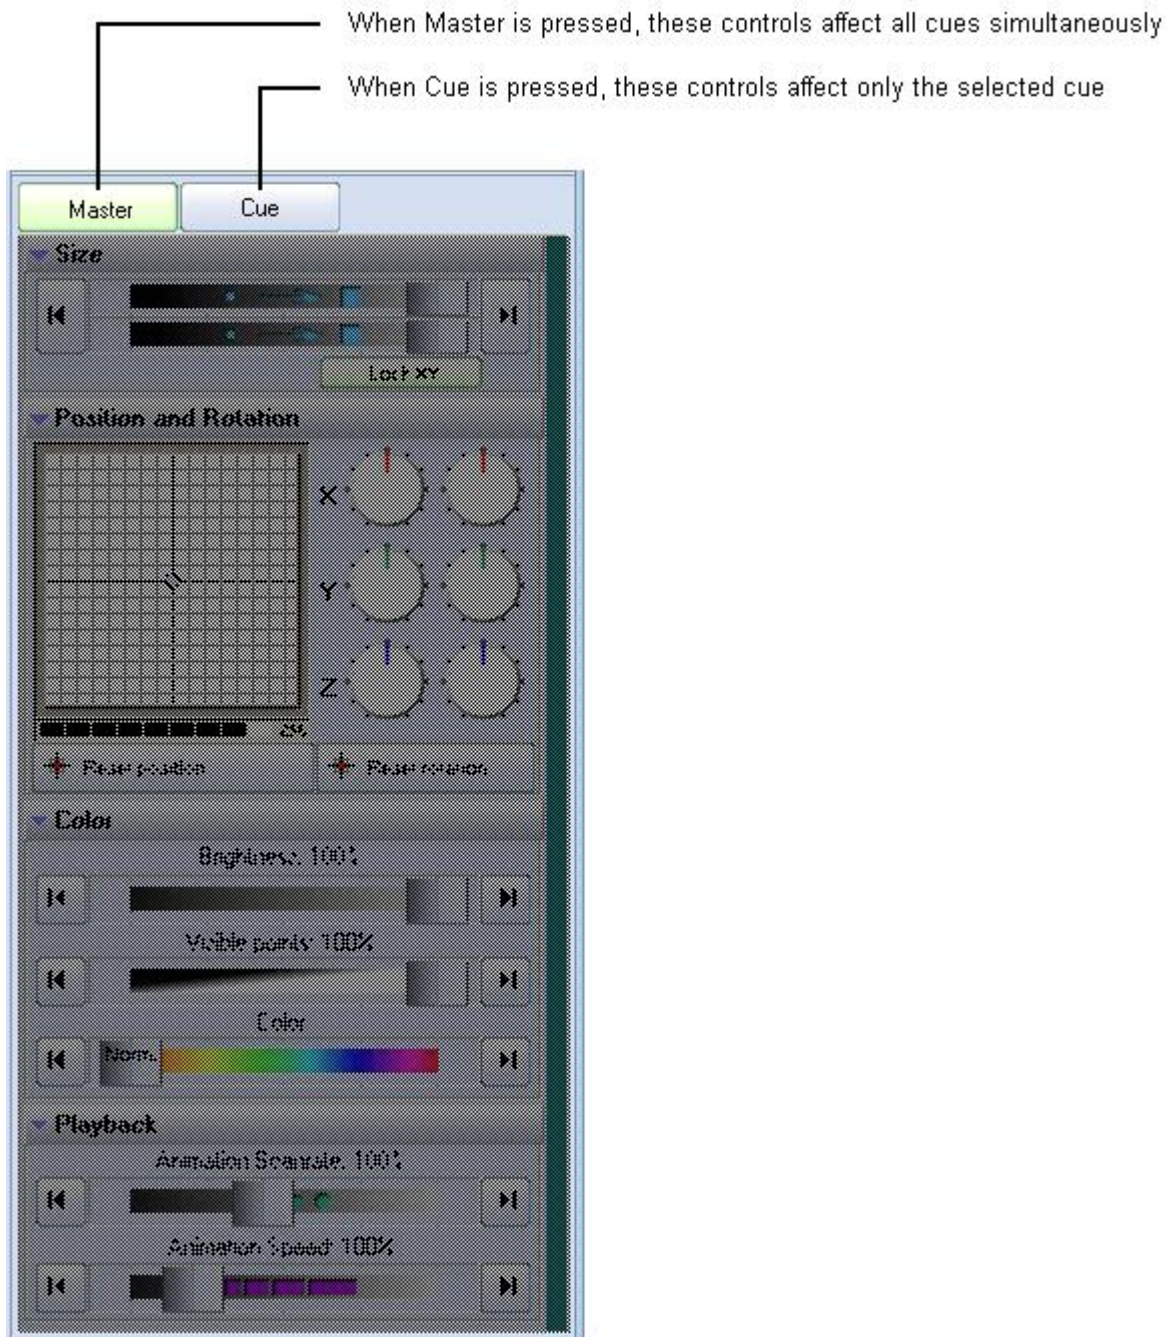 When Master is pressed, these controls affect all cues simultaneously
When Cue is pressed, these controls affect only the selected cue
Master
Cue
Size
Lock XY
Position and Rotation
X
Y
Z
Reset position
Reset rotation
Color
Brightness: 100%
Visible points: 100%
Color
Norm.
Playback
Animation Scanrate: 100%
Animation Speed: 100%